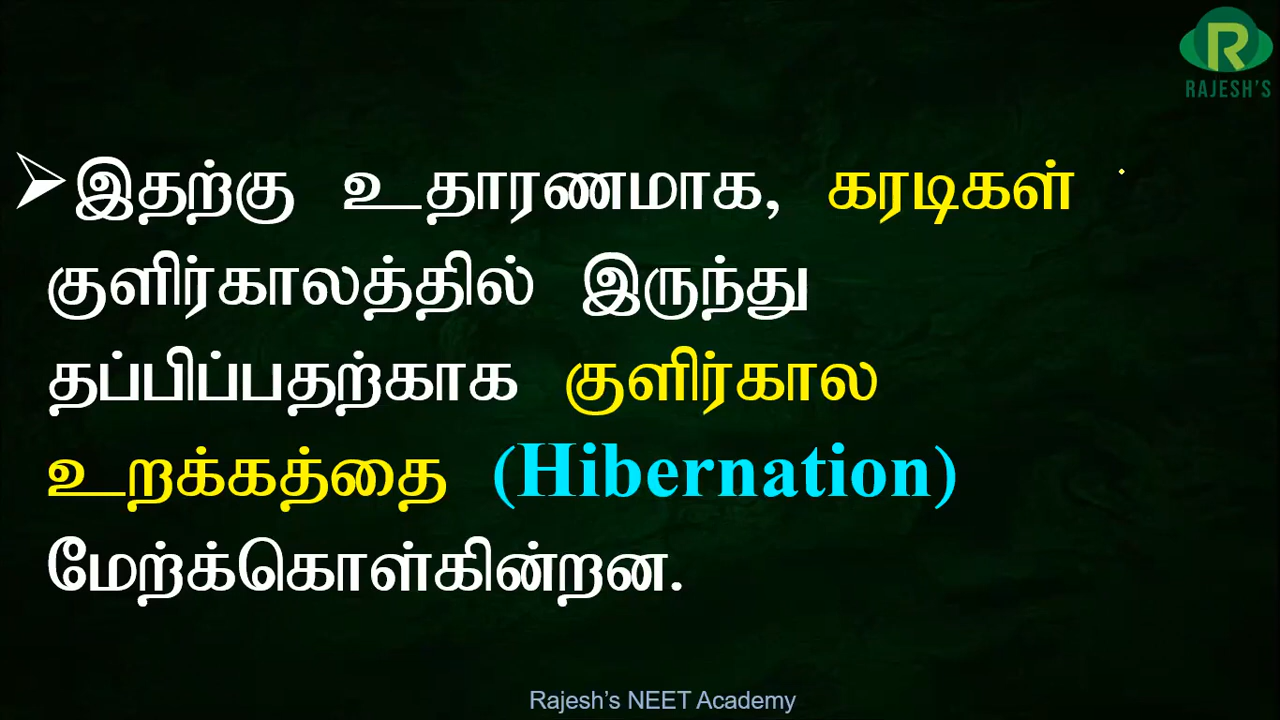 R
RAJESH'S
➢இதற்கு உதாரணமாக, கரடிகள்
குளிர்காலத்தில் இருந்து
தப்பிப்பதற்காக குளிர்கால
உறக்கத்தை (Hibernation)
மேற்க்கொள்கின்றன.
Rajesh's NEET Academy